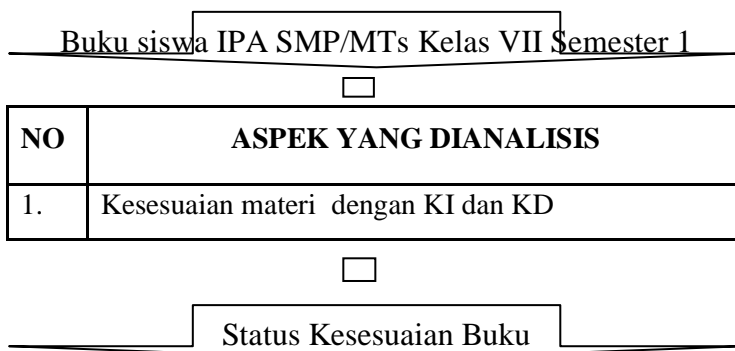 Buku siswa IPA SMP/MTs Kelas VII Semester 1
NO ASPEK YANG DIANALISIS
1. Kesesuaian materi dengan KI dan KD
Status Kesesuaian Buku